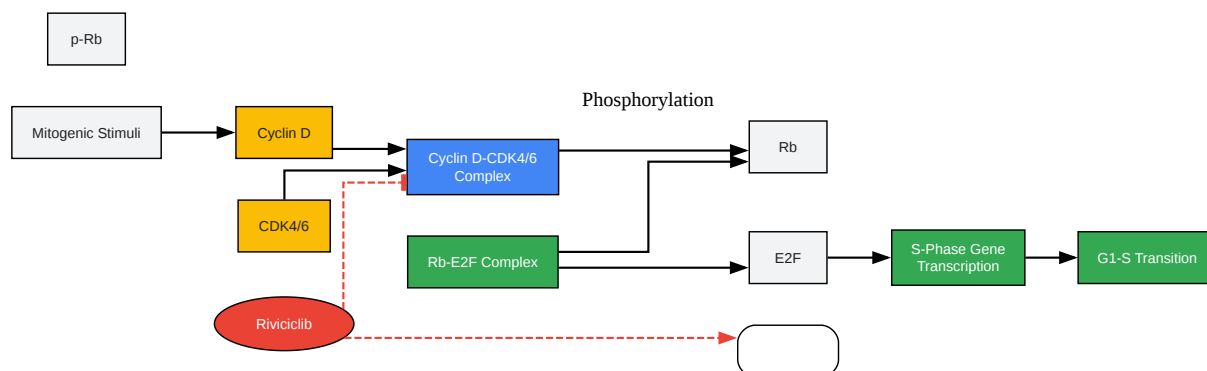 p-Rb
Phosphorylation
Mitogenic Stimuli
Cyclin D
Cyclin D-CDK4/6
Complex
Rb
CDK4/6
Rb-E2F Complex
E2F
S-Phase Gene
Transcription
G1-S Transition
Riviciclib